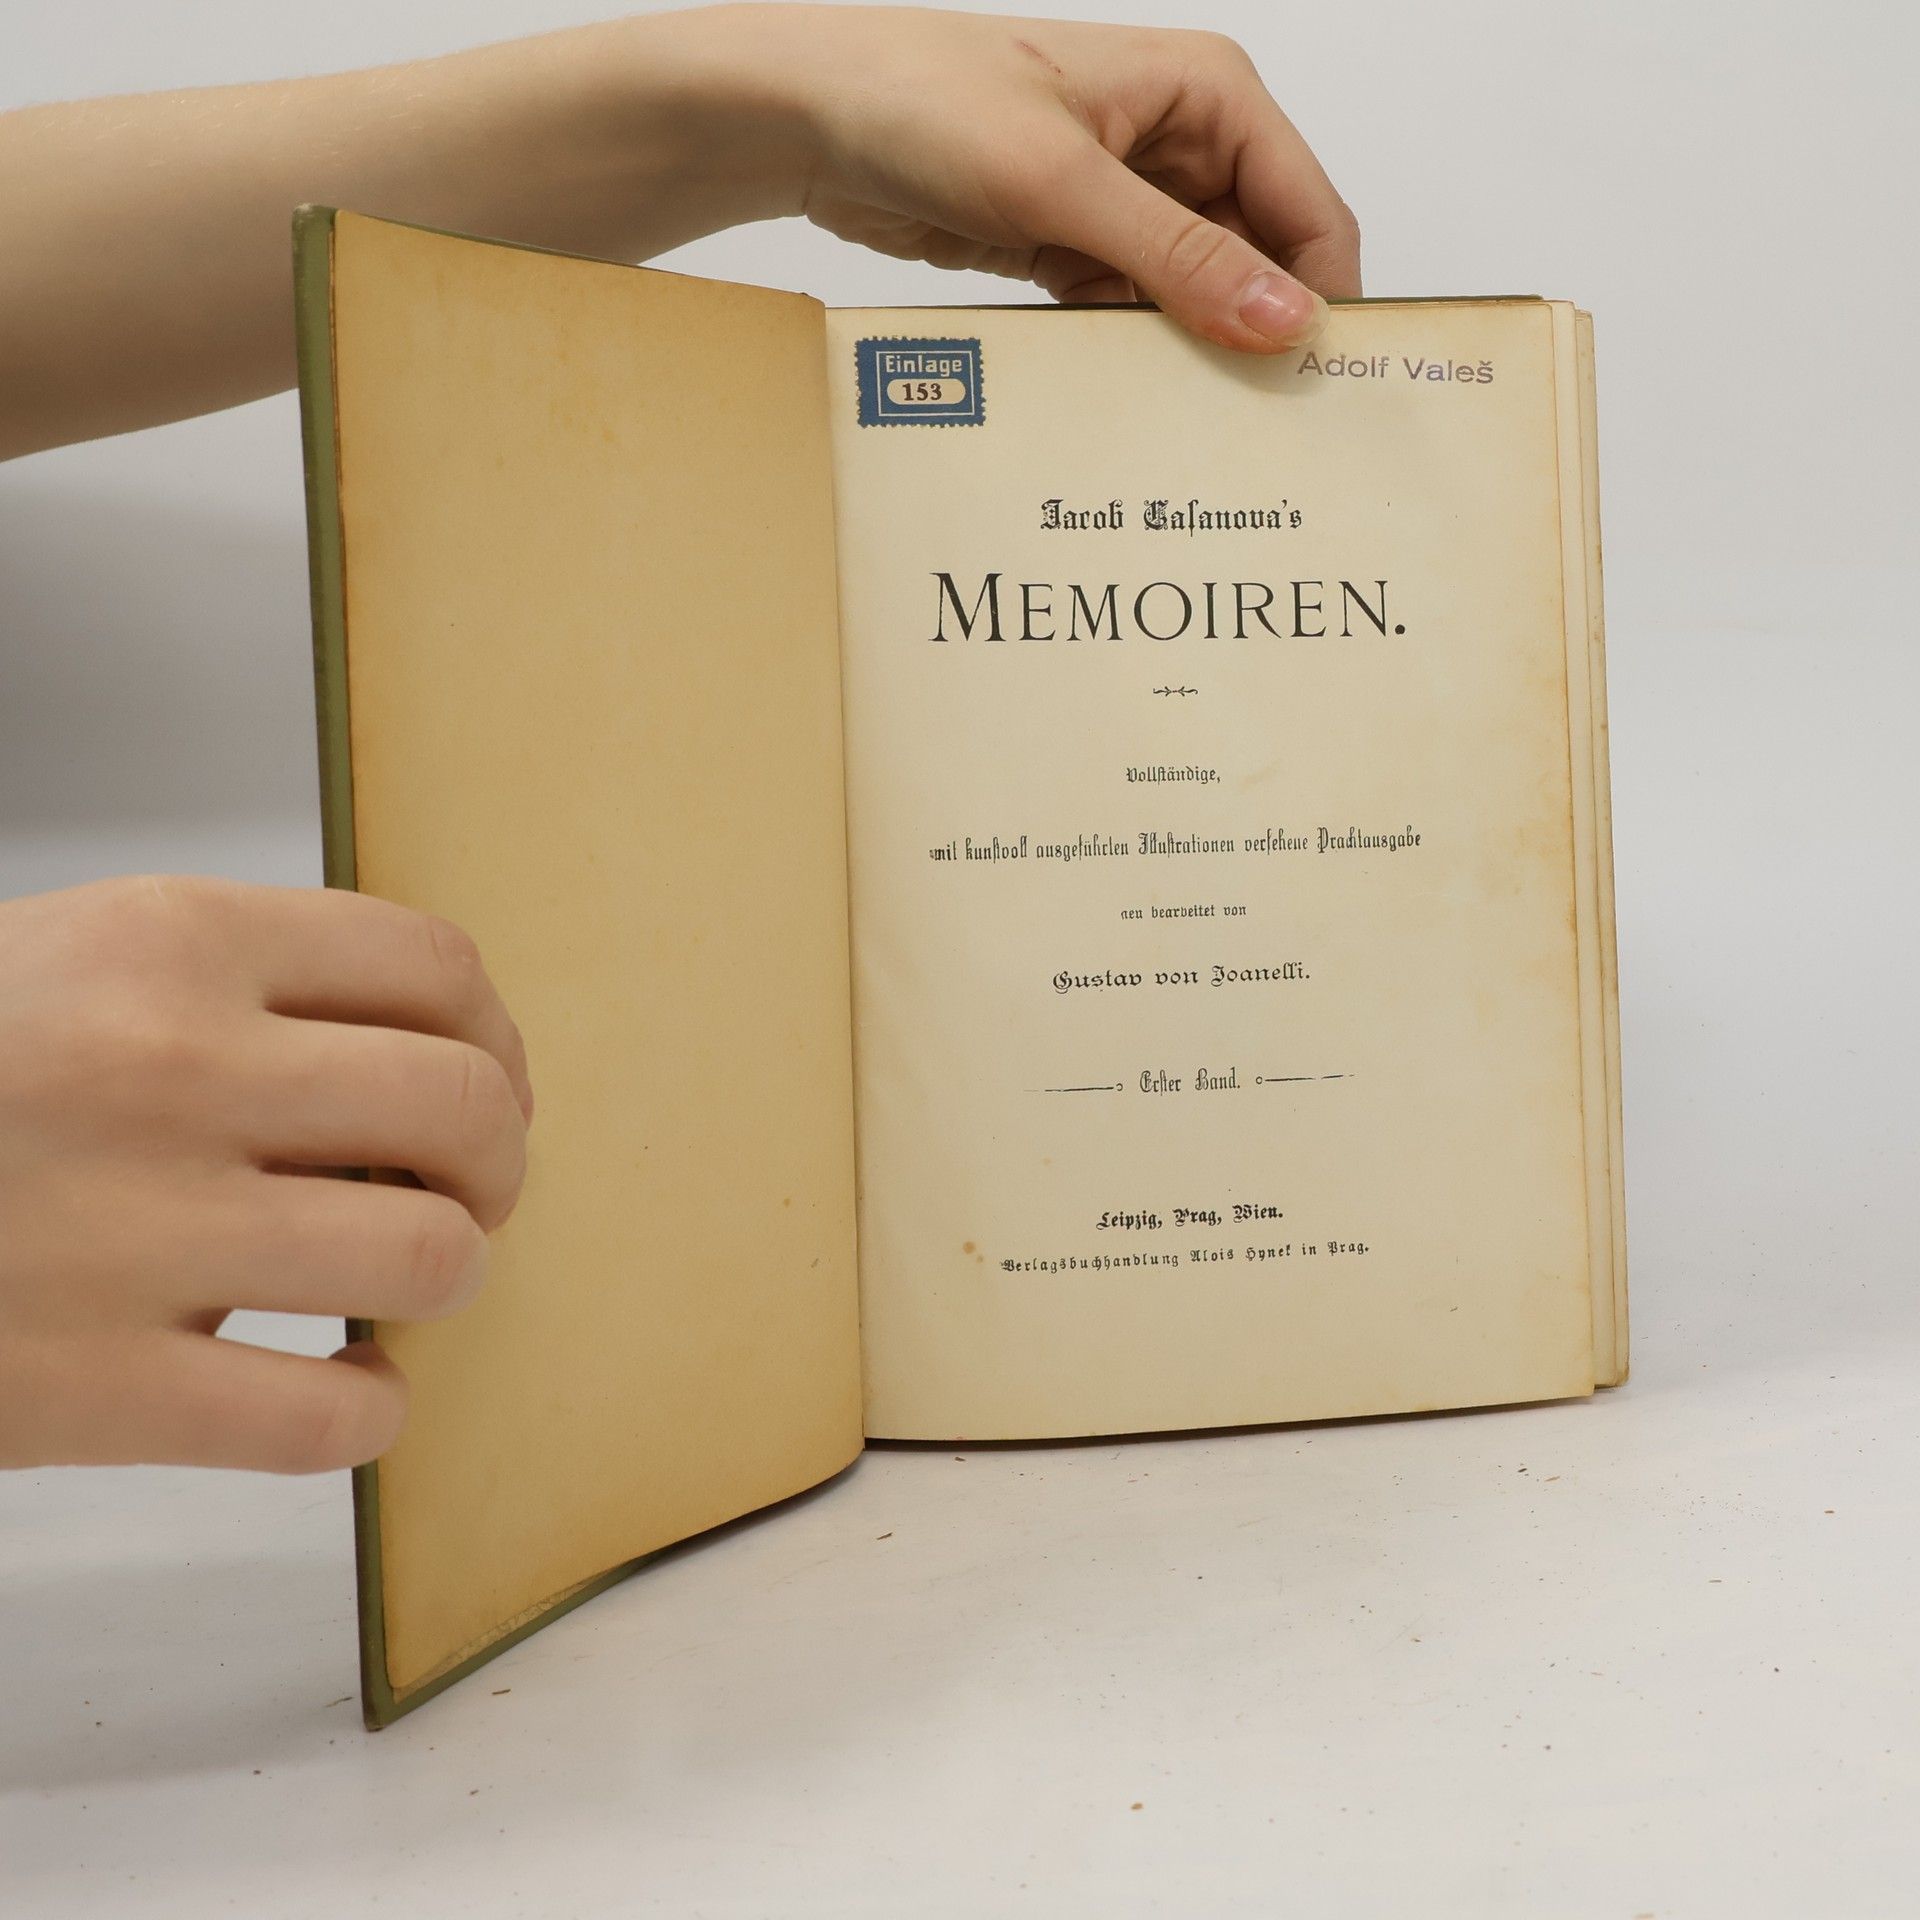 Einlage
153
Adolf Valeš
Jacob Caſanova's
MEMOIREN.
Vollſtändige,
mit kunſtvoll ausgeführten Illuſtrationen verſehene Prachtausgabe
neu bearbeitet von
Gustav von Joanelli.
Erſter Band.
Leipzig, Prag, Wien.
Verlagsbuchhandlung Alois Hynek in Prag.